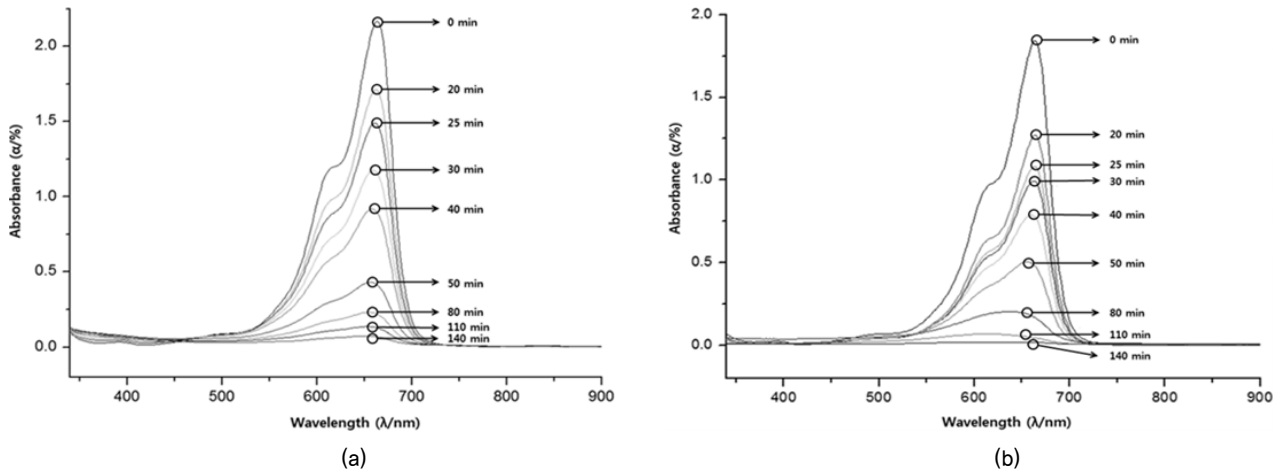 2.0
1.5
1.0
0.5
0.0
Absorbance (α/%)
0 min
20 min
25 min
30 min
40 min
50 min
80 min
110 min
140 min
400
500
600
700
800
900
Wavelength (λ/nm)
(a)
2.0
1.5
1.0
0.5
0.0
Absorbance (α/%)
0 min
20 min
25 min
30 min
40 min
50 min
80 min
110 min
140 min
400
500
600
700
800
900
Wavelength (λ/nm)
(b)